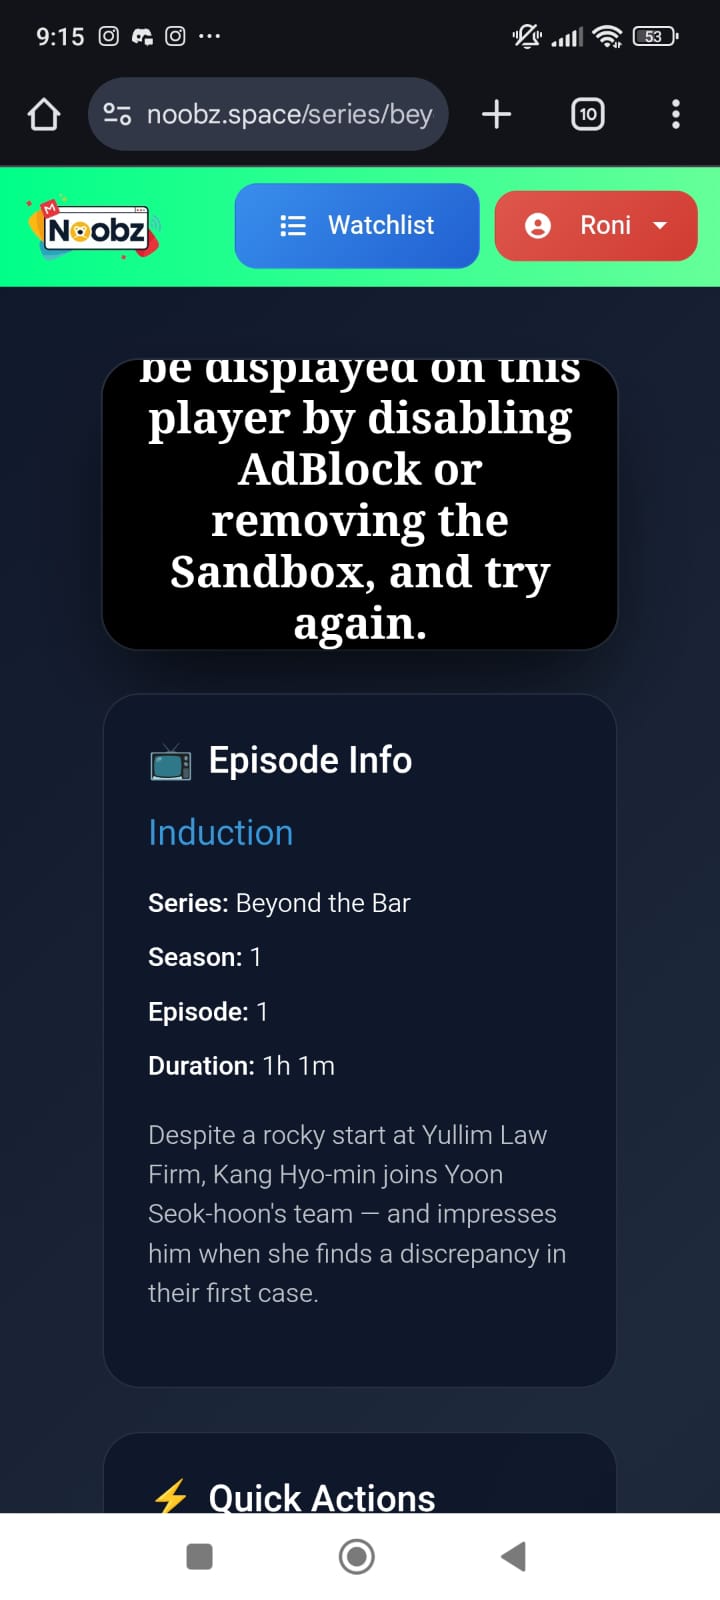 9:15
53
noobz.space/series/bey
10
M
Noobz
Watchlist
Roni
be displayed on this
player by disabling
AdBlock or
removing the
Sandbox, and try
again.
Episode Info
Induction
Series: Beyond the Bar
Season: 1
Episode: 1
Duration: 1h 1m
Despite a rocky start at Yullim Law
Firm, Kang Hyo-min joins Yoon
Seok-hoon's team — and impresses
him when she finds a discrepancy in
their first case.
Quick Actions